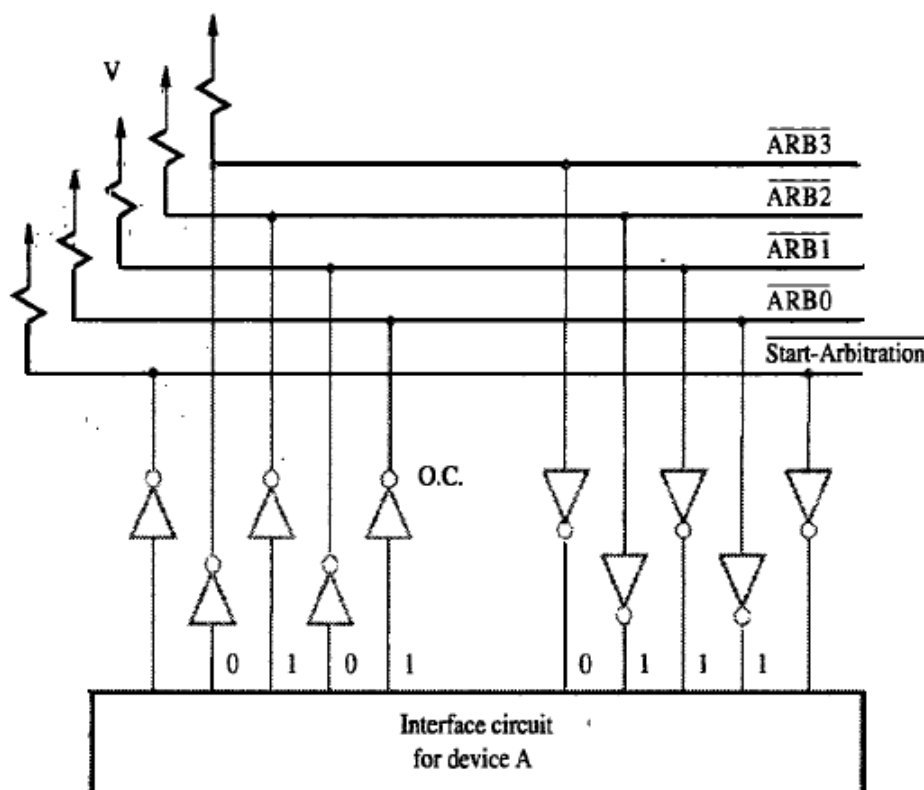 V
ARB3
ARB2
ARB1
ARB0
Start-Arbitration
O.C.
0 1 0 1 0 1 1 1
Interface circuit
for device A